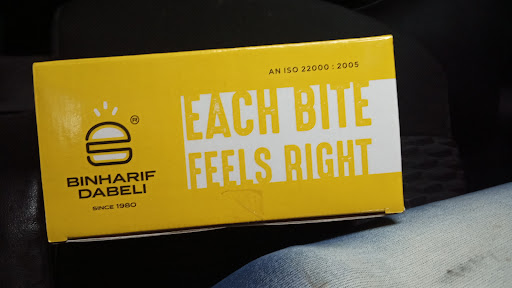 AN ISO 22000 : 2005
EACH BITE
FEELS RIGHT
®
BINHARIF
DABELI
SINCE 1980